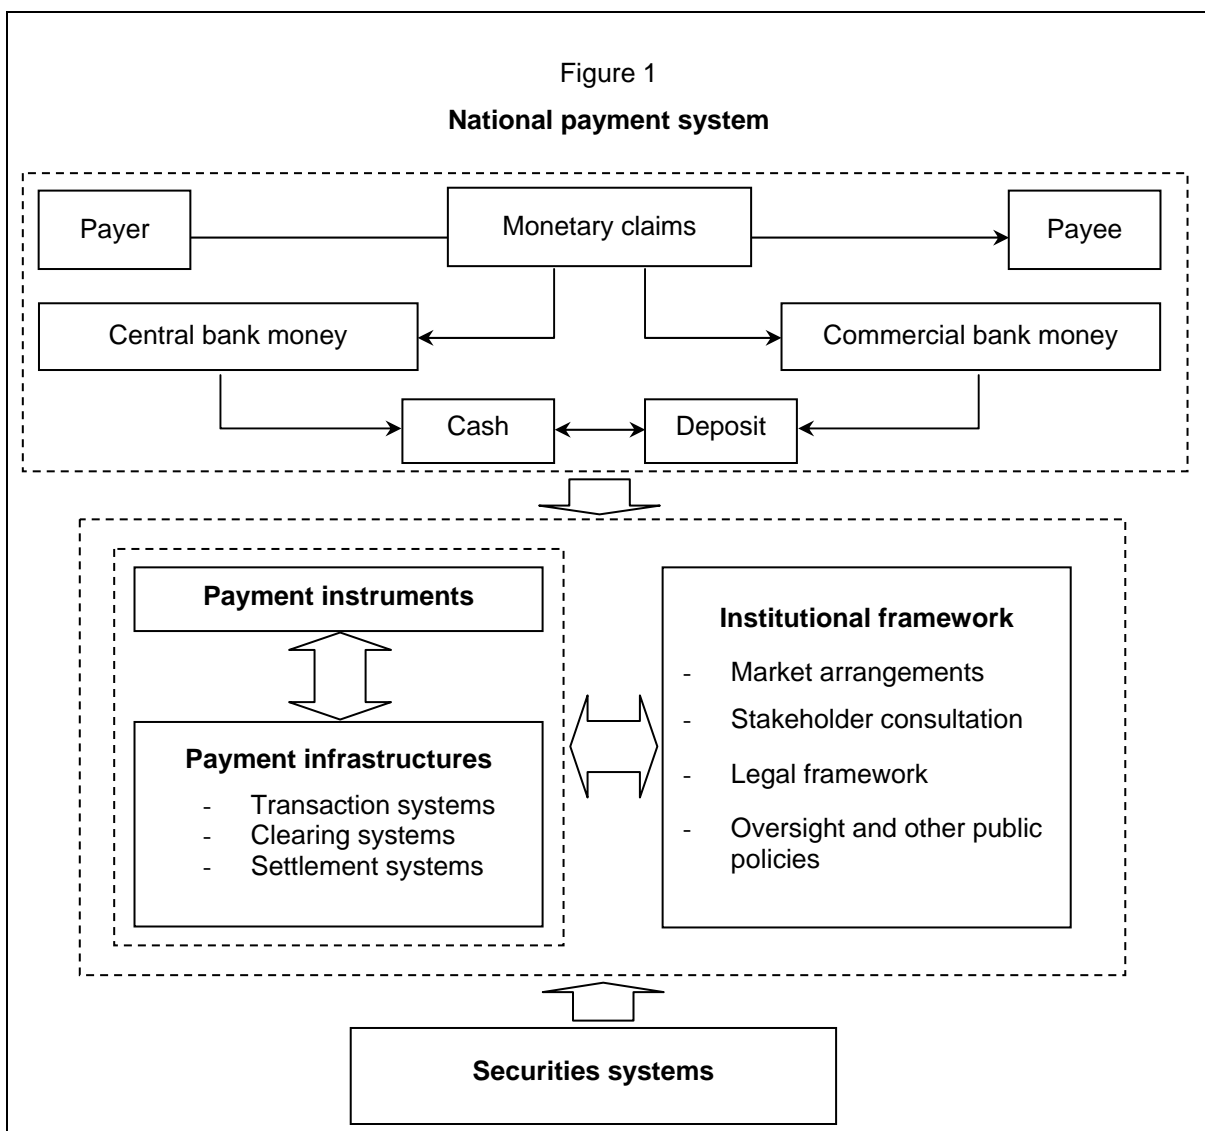 Figure 1
National payment system
Payer
Monetary claims
Payee
Central bank money
Commercial bank money
Cash
Deposit
Payment instruments
Payment infrastructures
- Transaction systems
- Clearing systems
- Settlement systems
Institutional framework
- Market arrangements
- Stakeholder consultation
- Legal framework
- Oversight and other public
policies
Securities systems